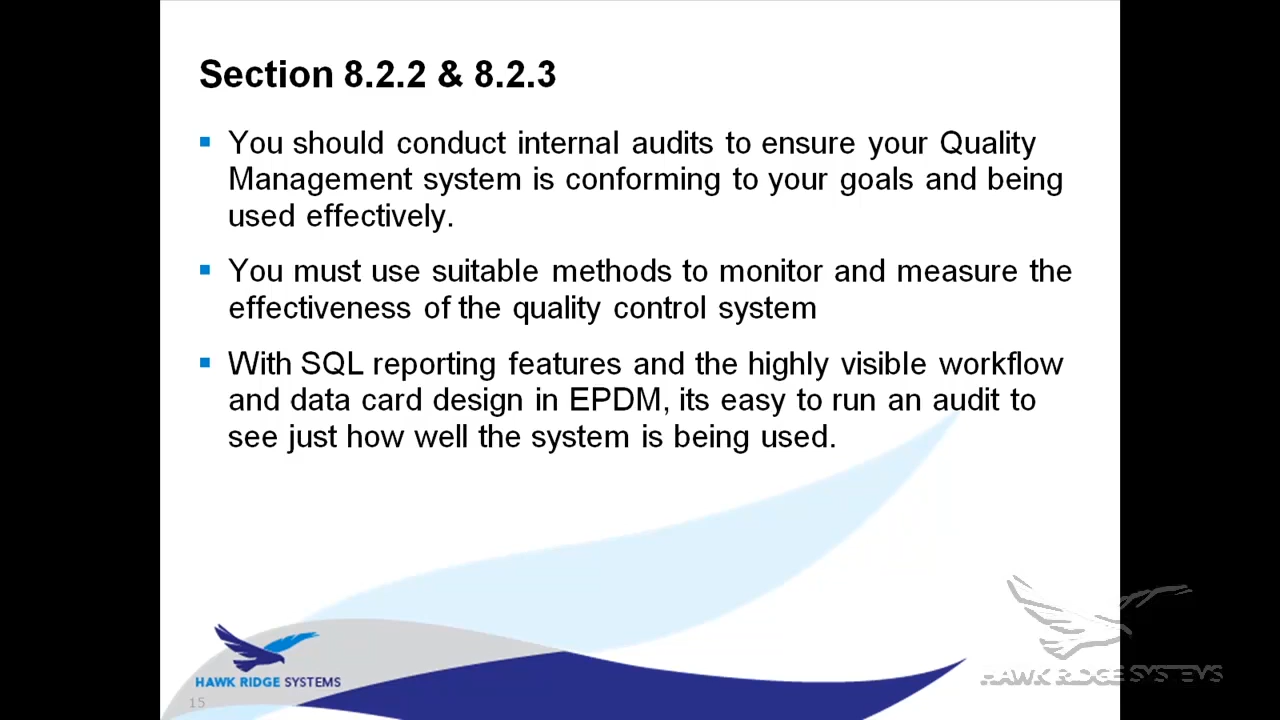 Section 8.2.2 & 8.2.3
You should conduct internal audits to ensure your Quality
Management system is conforming to your goals and being
used effectively.
You must use suitable methods to monitor and measure the
effectiveness of the quality control system
With SQL reporting features and the highly visible workflow
and data card design in EPDM, its easy to run an audit to
see just how well the system is being used.
HAWK RIDGE SYSTEMS
HAWK RIDGE SYSTEMS
15